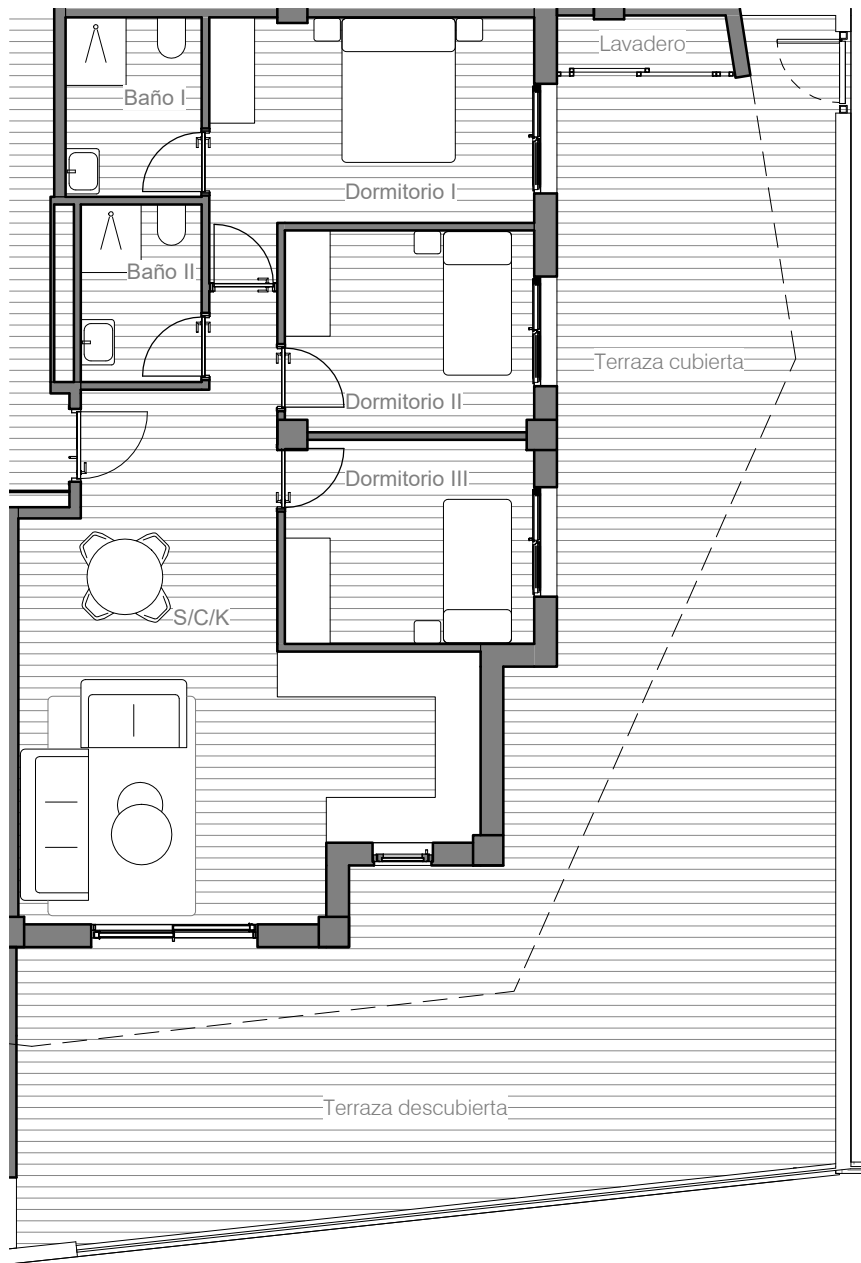 Lavadero
Baño I
Dormitorio I
Baño II
Terraza cubierta
Dormitorio II
Dormitorio III
S/C/K
Terraza descubierta